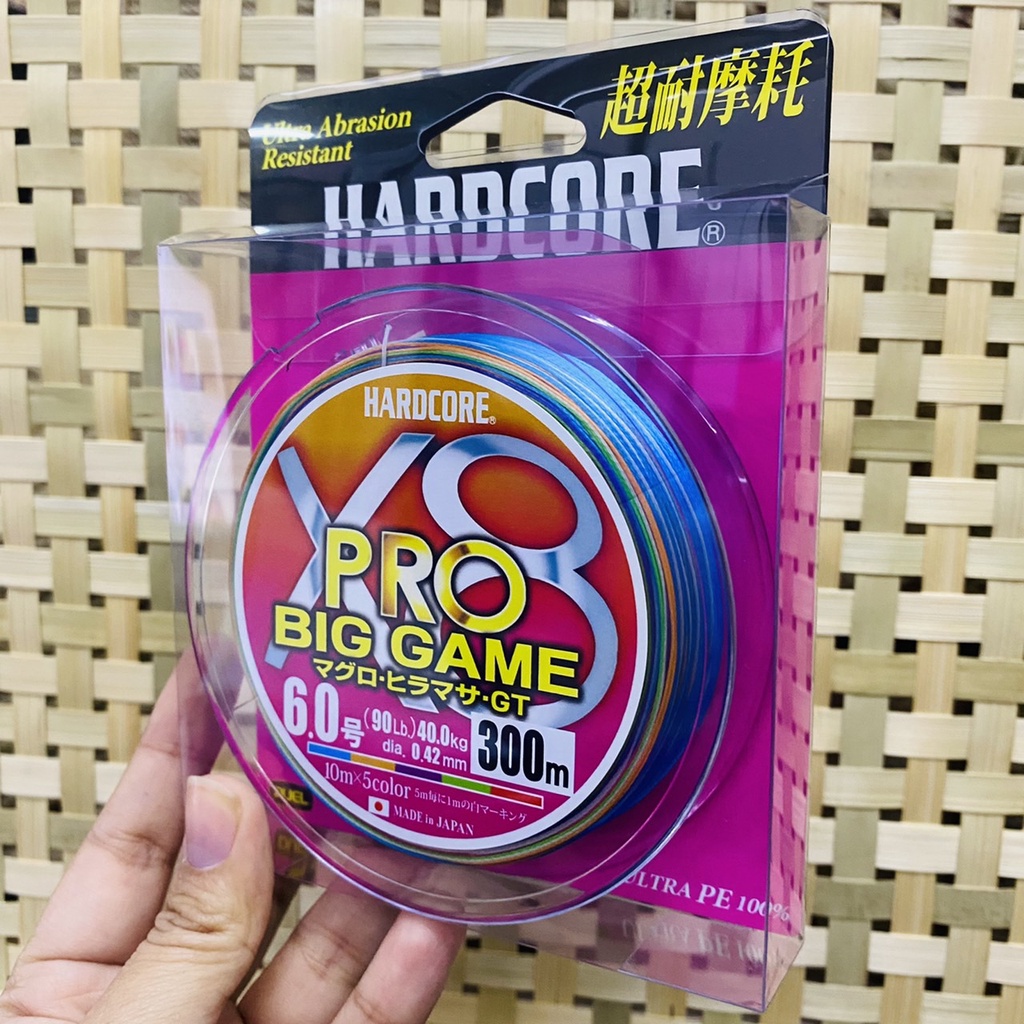 Ultra Abrasion
Resistant
超耐摩耗
HARDCORE®
HARDCORE®
X8
PRO
BIG GAME
マグロ・ヒラマサ・GT
6.0号 (90Lb.) 40.0kg
dia. 0.42mm
300m
10m×5color 5m毎に1mの白マーキング
MADE in JAPAN
DUEL
ULTRA PE 100%